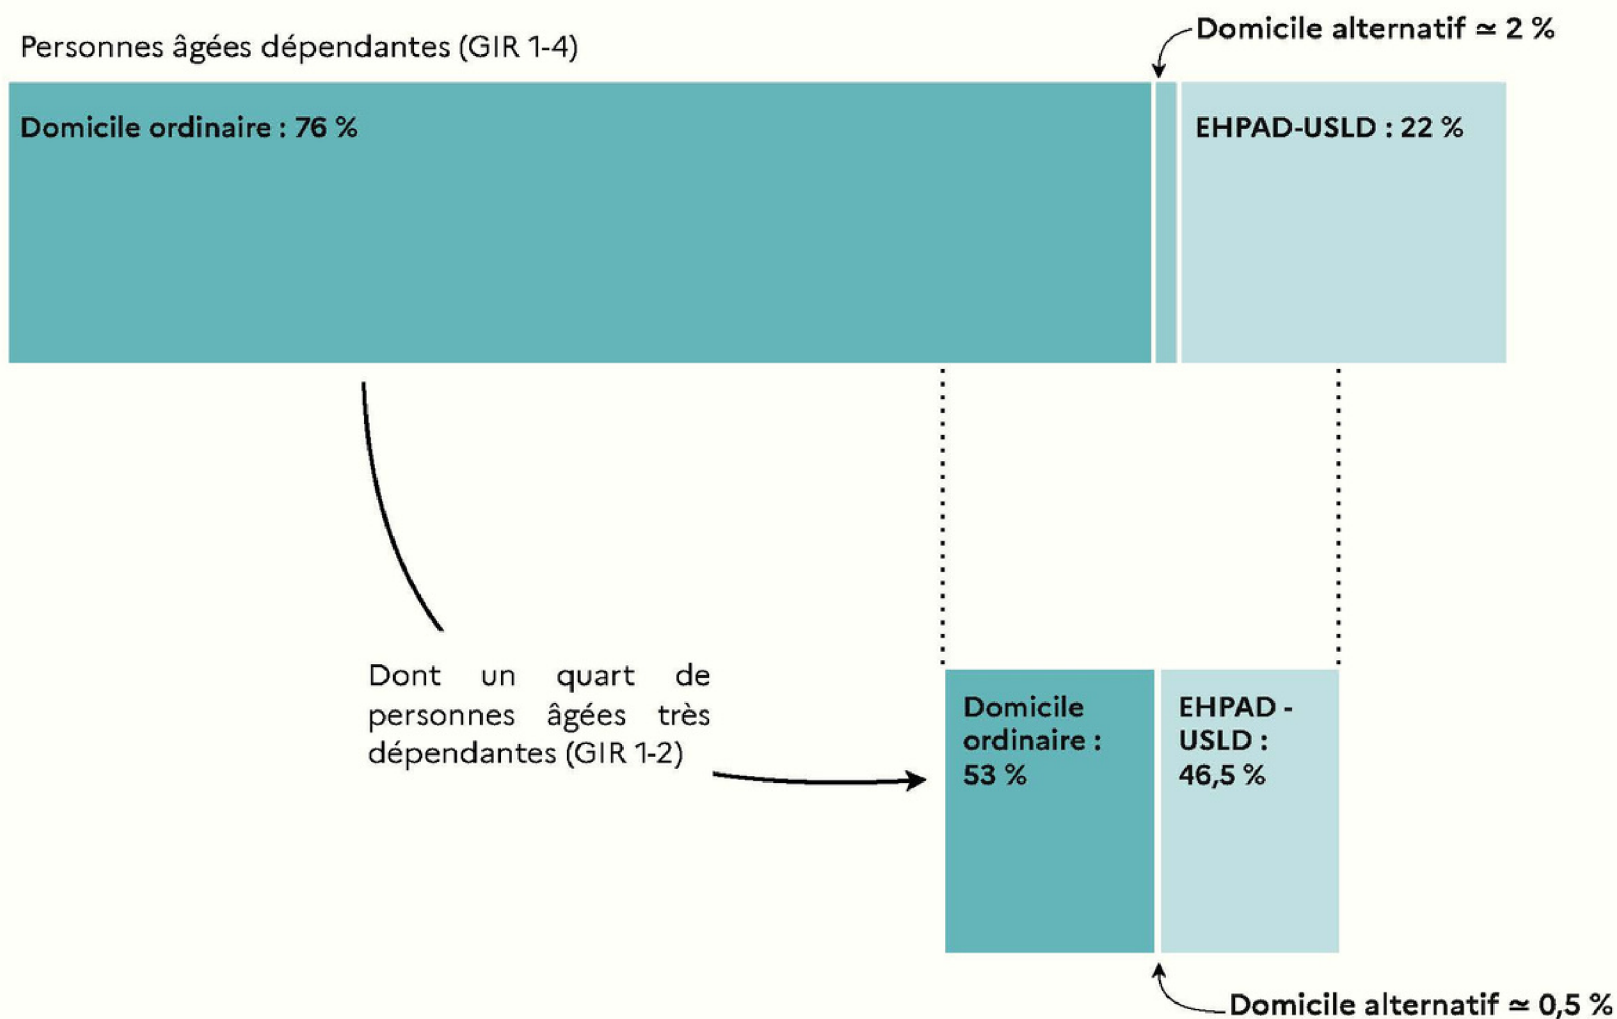 Domicile alternatif ≃ 2 %
Personnes âgées dépendantes (GIR 1-4)
Domicile ordinaire : 76 %
EHPAD-USLD : 22 %
Dont un quart de
personnes âgées très
dépendantes (GIR 1-2)
Domicile
ordinaire :
53 %
EHPAD -
USLD :
46,5 %
Domicile alternatif ≃ 0,5 %